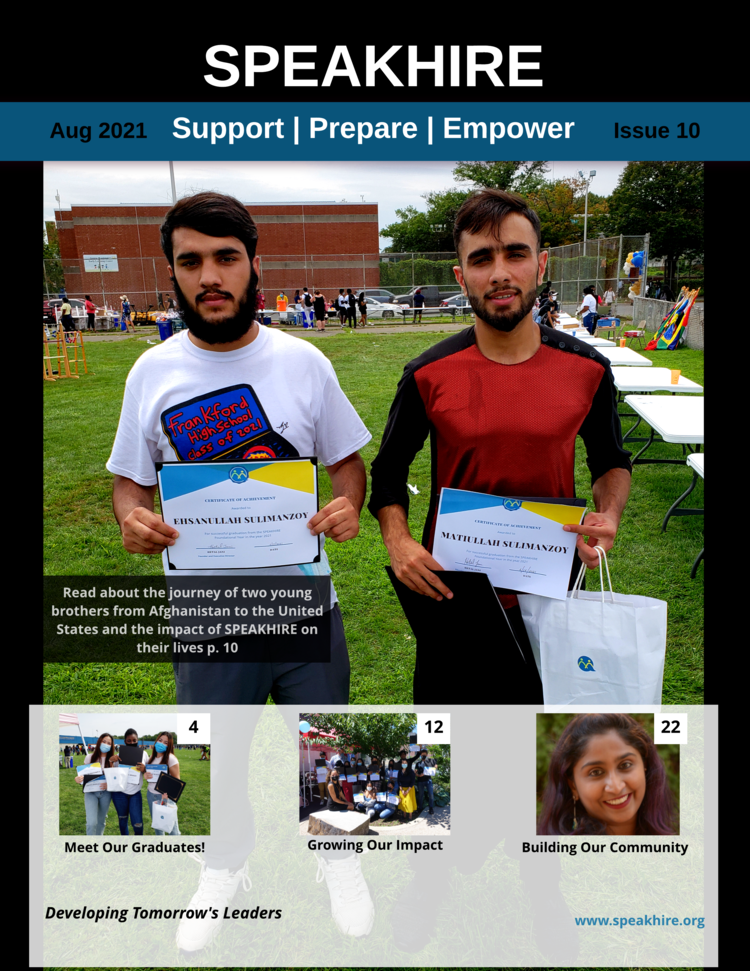 SPEAKHIRE
Aug 2021
Support | Prepare | Empower
Issue 10
Frankford
High School
class of 2021
CERTIFICATE OF ACHIEVEMENT
EHSANULLAH SULIMANZOY
CERTIFICATE OF ACHIEVEMENT
MATIULLAH SULIMANZOY
Read about the journey of two young
brothers from Afghanistan to the United
States and the impact of SPEAKHIRE on
their lives p. 10
4
Meet Our Graduates!
12
Growing Our Impact
22
Building Our Community
Developing Tomorrow's Leaders
www.speakhire.org